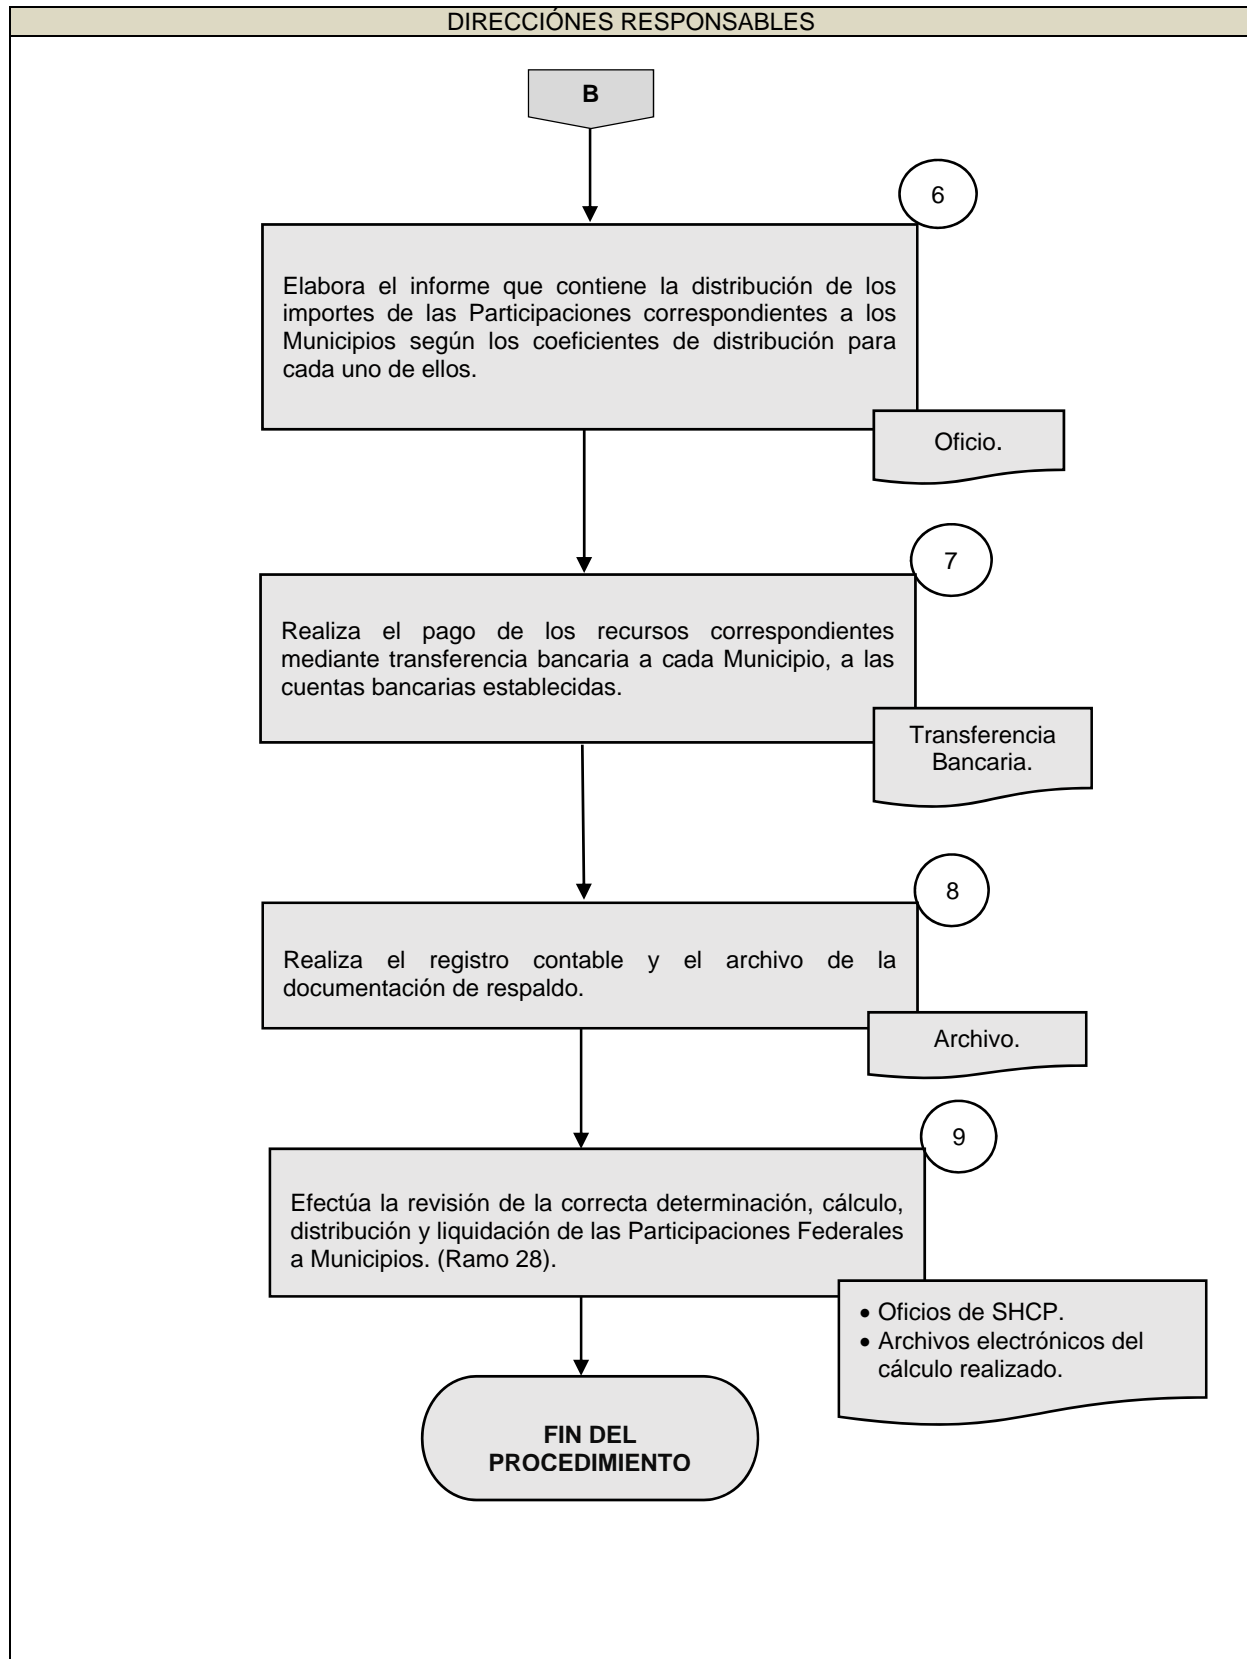 DIRECCIÓNES RESPONSABLES
B
6
Elabora el informe que contiene la distribución de los
importes de las Participaciones correspondientes a los
Municipios según los coeficientes de distribución para
cada uno de ellos.
Oficio.
7
Realiza el pago de los recursos correspondientes
mediante transferencia bancaria a cada Municipio, a las
cuentas bancarias establecidas.
Transferencia
Bancaria.
8
Realiza el registro contable y el archivo de la
documentación de respaldo.
Archivo.
9
Efectúa la revisión de la correcta determinación, cálculo,
distribución y liquidación de las Participaciones Federales
a Municipios. (Ramo 28).
• Oficios de SHCP.
• Archivos electrónicos del
cálculo realizado.
FIN DEL
PROCEDIMIENTO